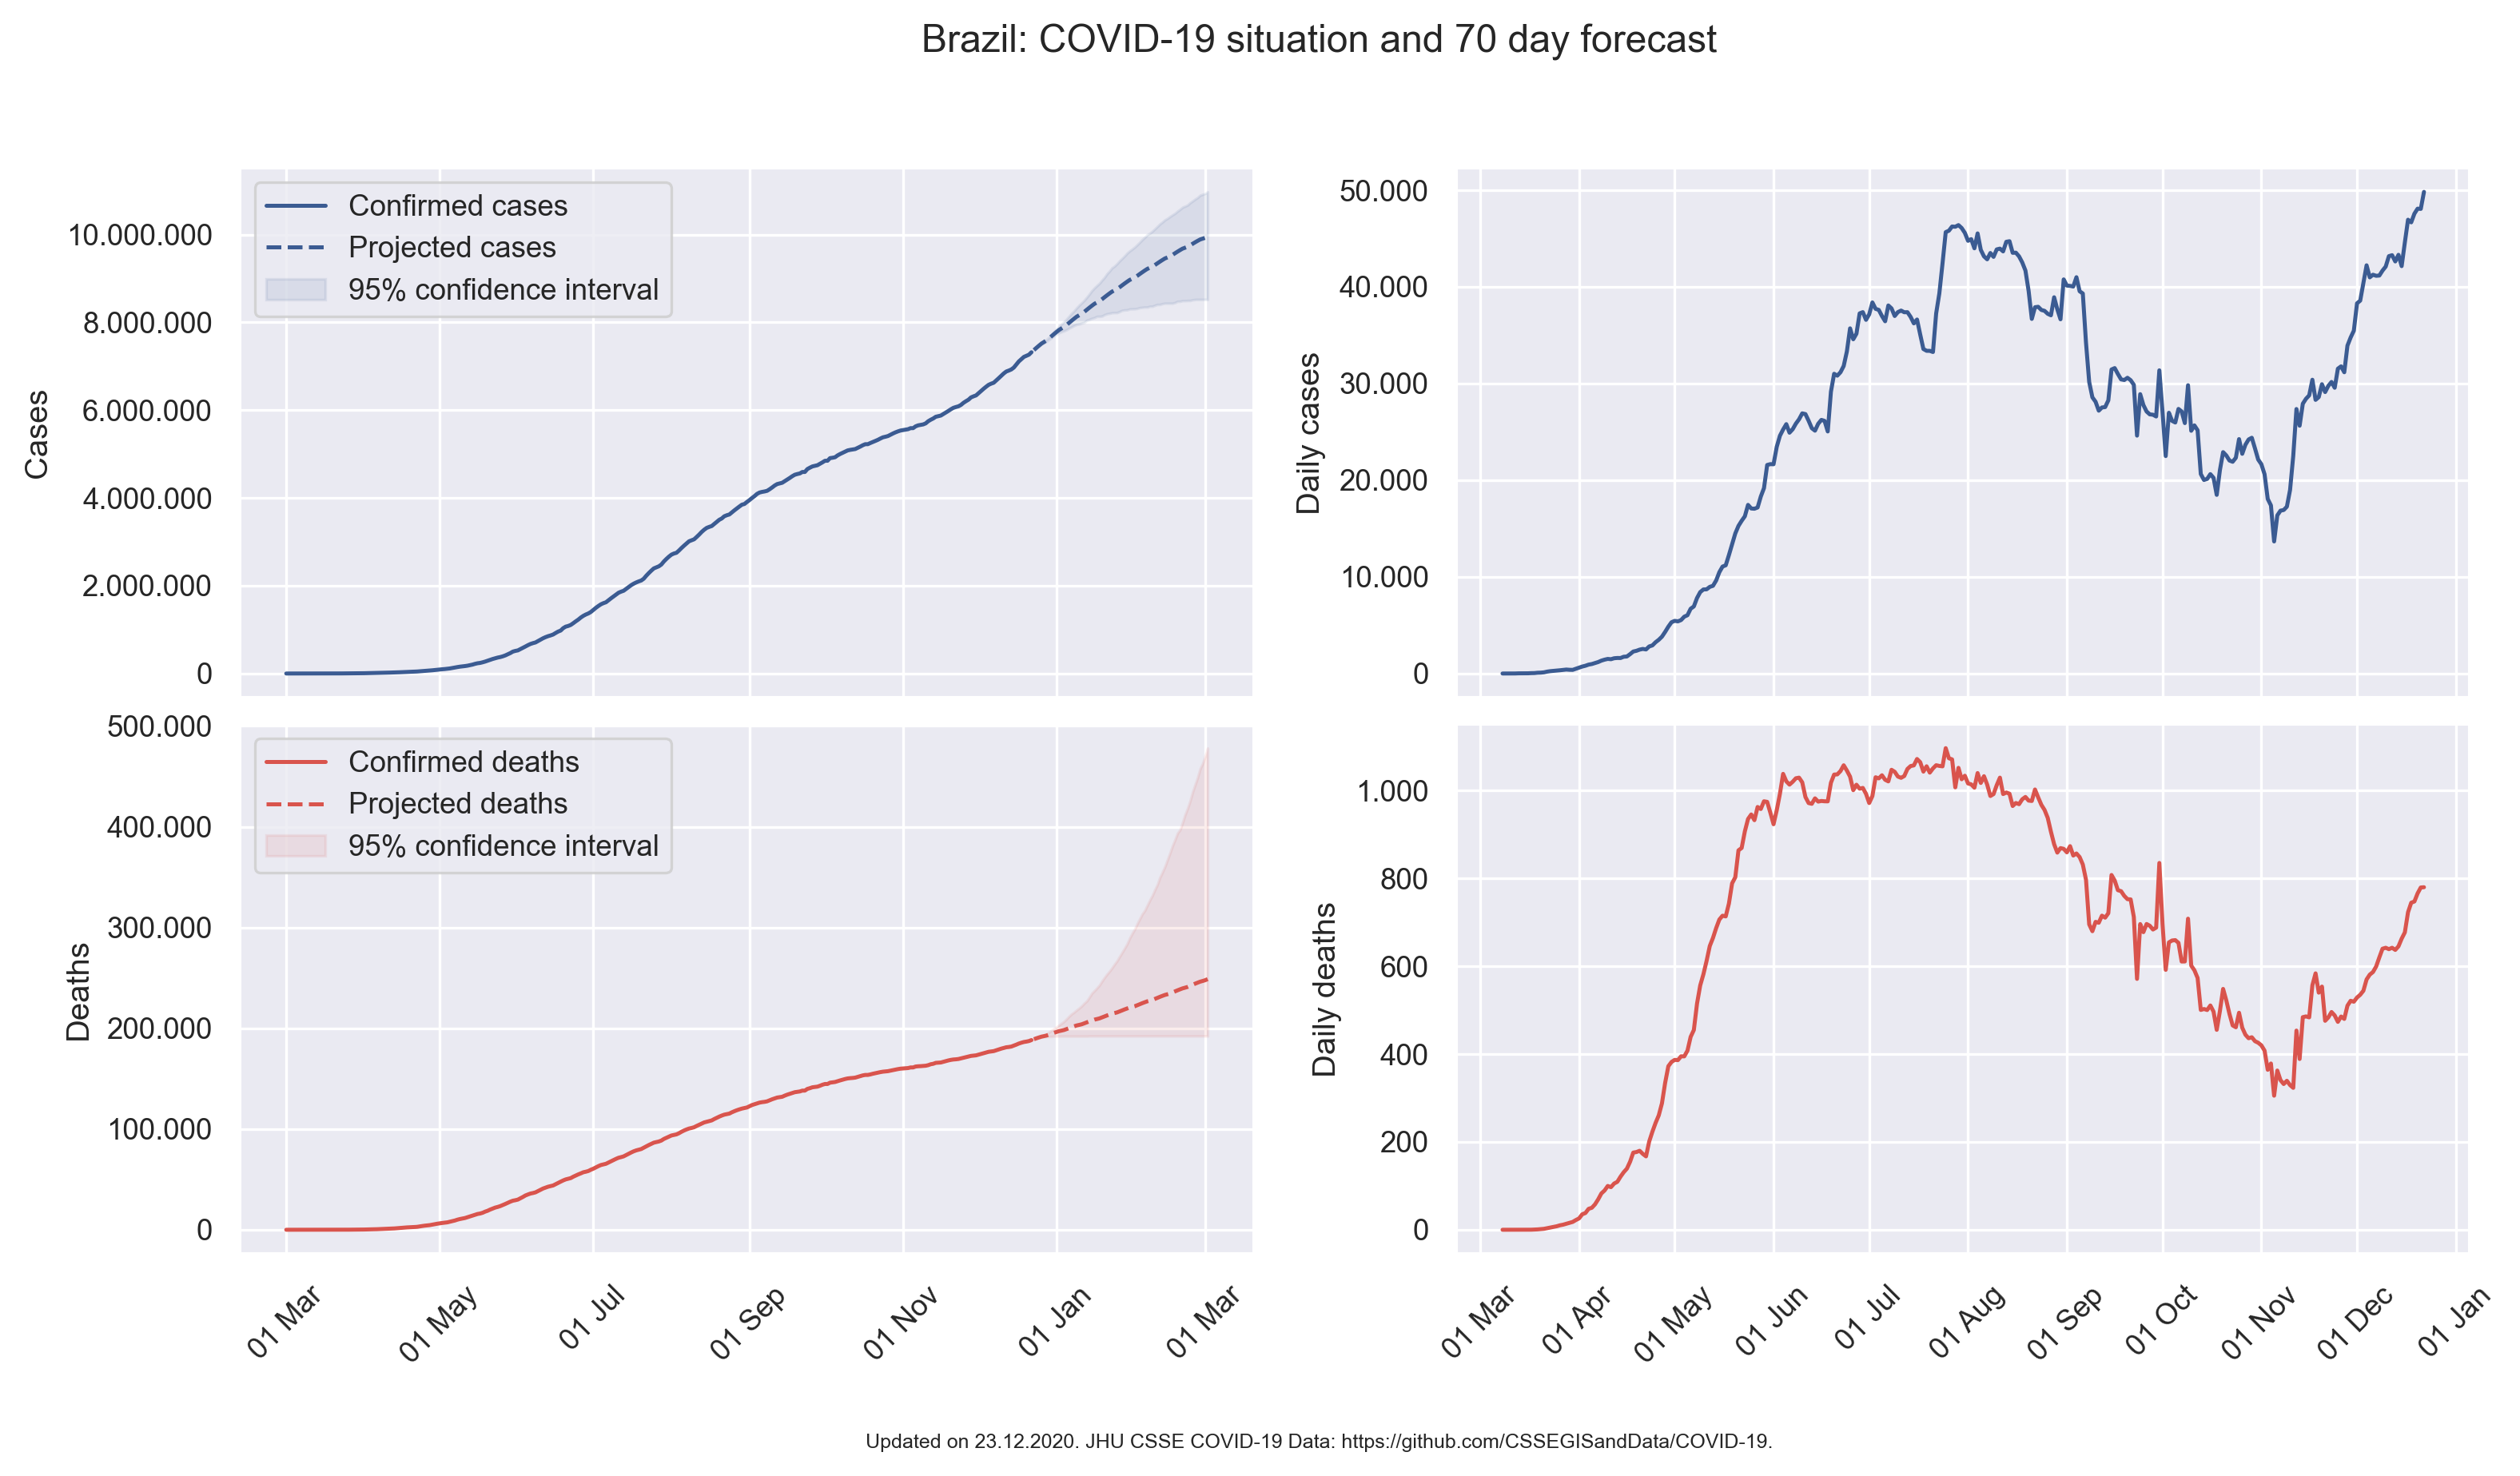 Brazil: COVID-19 situation and 70 day forecast
Confirmed cases
Projected cases
95% confidence interval
Cases
10.000.000
8.000.000
6.000.000
4.000.000
2.000.000
0
Daily cases
50.000
40.000
30.000
20.000
10.000
0
Confirmed deaths
Projected deaths
95% confidence interval
Deaths
500.000
400.000
300.000
200.000
100.000
0
01 Mar
01 May
01 Jul
01 Sep
01 Nov
01 Jan
01 Mar
Daily deaths
1.000
800
600
400
200
0
01 Mar
01 Apr
01 May
01 Jun
01 Jul
01 Aug
01 Sep
01 Oct
01 Nov
01 Dec
01 Jan
Updated on 23.12.2020. JHU CSSE COVID-19 Data: https://github.com/CSSEGISandData/COVID-19.